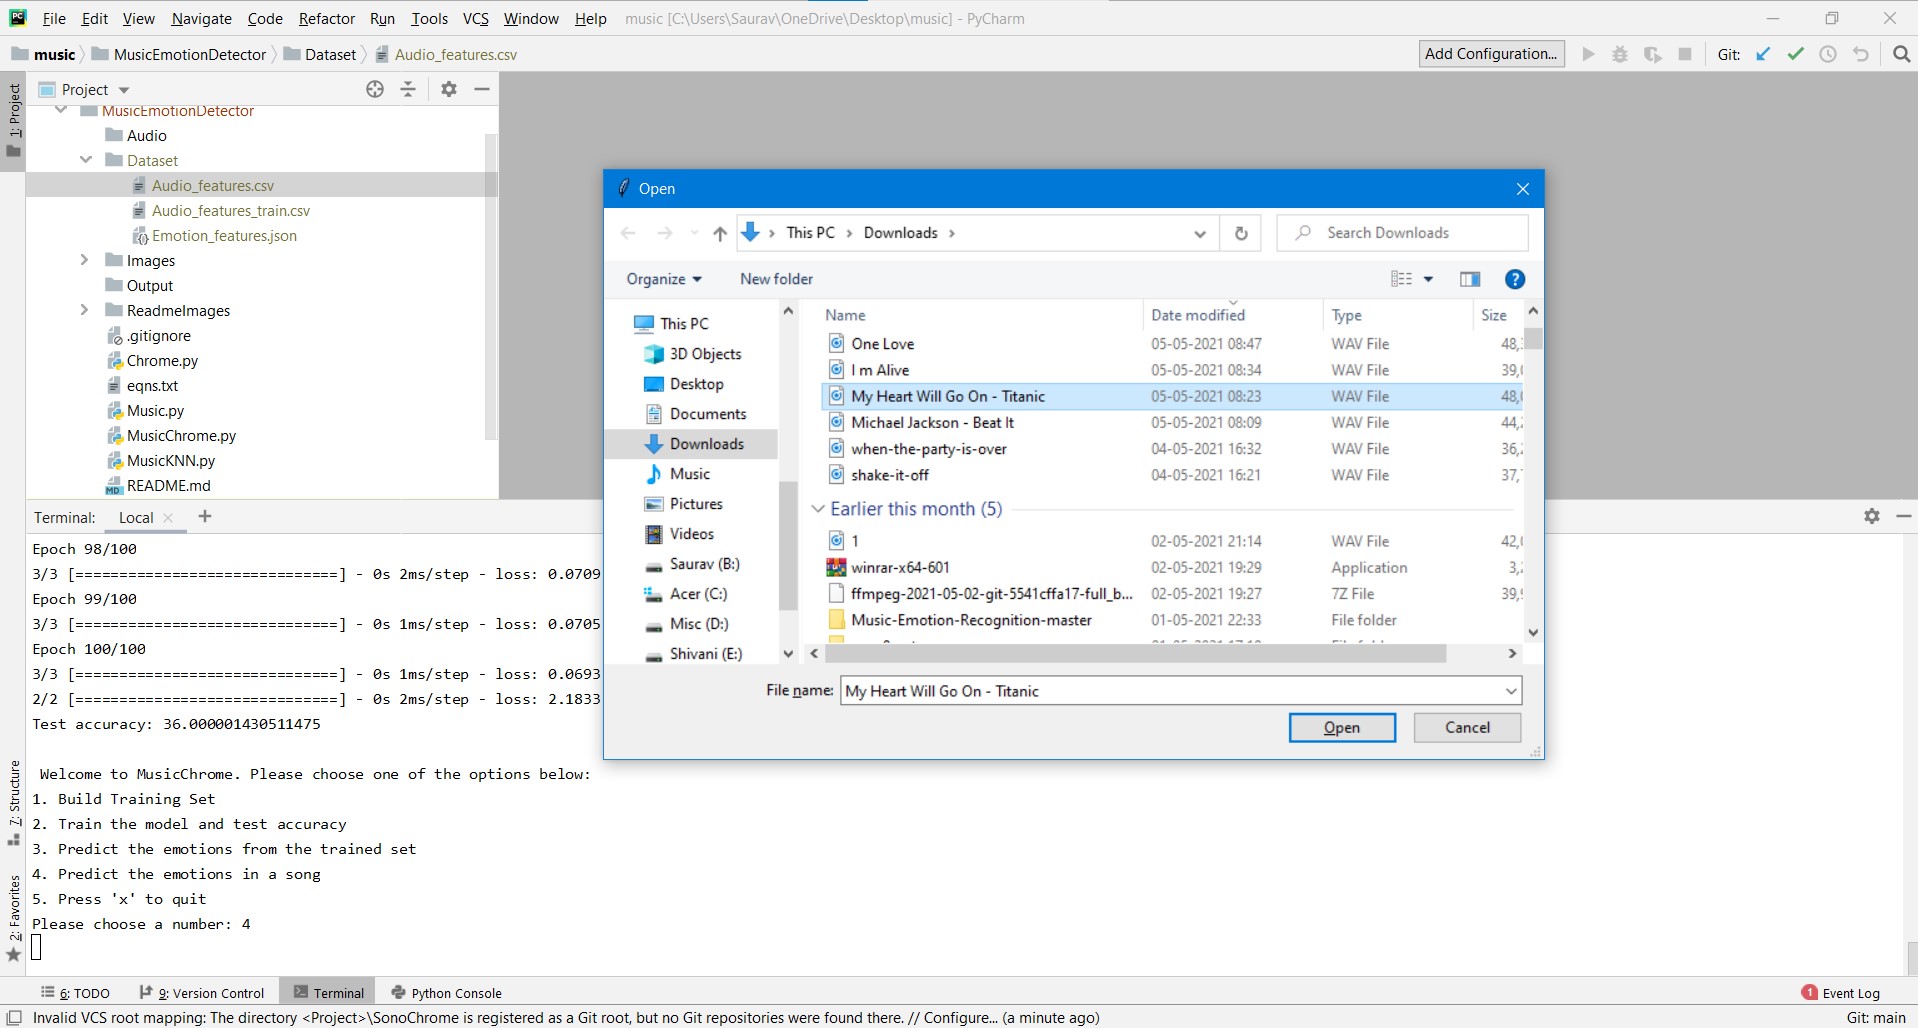 File Edit View Navigate Code Refactor Run Tools VCS Window Help music [C:\Users\Saurav\OneDrive\Desktop\music] - PyCharm
music MusicEmotionDetector Dataset Audio_features.csv Add Configuration... Git:
1: Project
Project
MusicEmotionDetector
Audio
Dataset
Audio_features.csv
Audio_features_train.csv
Emotion_features.json
Images
Output
ReadmeImages
.gitignore
Chrome.py
eqns.txt
Music.py
MusicChrome.py
MusicKNN.py
README.md
Open
This PC Downloads Search Downloads
Organize New folder
This PC
3D Objects
Desktop
Documents
Downloads
Music
Pictures
Videos
Saurav (B:)
Acer (C:)
Misc (D:)
Shivani (E:)
Name Date modified Type Size
One Love 05-05-2021 08:47 WAV File 48,
I m Alive 05-05-2021 08:34 WAV File 39,
My Heart Will Go On - Titanic 05-05-2021 08:23 WAV File 48,
Michael Jackson - Beat It 05-05-2021 08:09 WAV File 44,
when-the-party-is-over 04-05-2021 16:32 WAV File 36,
shake-it-off 04-05-2021 16:21 WAV File 37,
Earlier this month (5)
1 02-05-2021 21:14 WAV File 42,
winrar-x64-601 02-05-2021 19:29 Application 3,
ffmpeg-2021-05-02-git-5541cffa17-full_b... 02-05-2021 19:27 7Z File 39,
Music-Emotion-Recognition-master 01-05-2021 22:33 File folder
File name: My Heart Will Go On - Titanic
Open Cancel
Terminal: Local
Epoch 98/100
3/3 [==============================] - 0s 2ms/step - loss: 0.0709
Epoch 99/100
3/3 [==============================] - 0s 1ms/step - loss: 0.0705
Epoch 100/100
3/3 [==============================] - 0s 1ms/step - loss: 0.0693
2/2 [==============================] - 0s 2ms/step - loss: 2.1833
Test accuracy: 36.000001430511475
Welcome to MusicChrome. Please choose one of the options below:
1. Build Training Set
2. Train the model and test accuracy
3. Predict the emotions from the trained set
4. Predict the emotions in a song
5. Press 'x' to quit
Please choose a number: 4
7: Structure
2: Favorites
6: TODO 9: Version Control Terminal Python Console 1 Event Log
Invalid VCS root mapping: The directory <Project>\SonoChrome is registered as a Git root, but no Git repositories were found there. // Configure... (a minute ago) Git: main